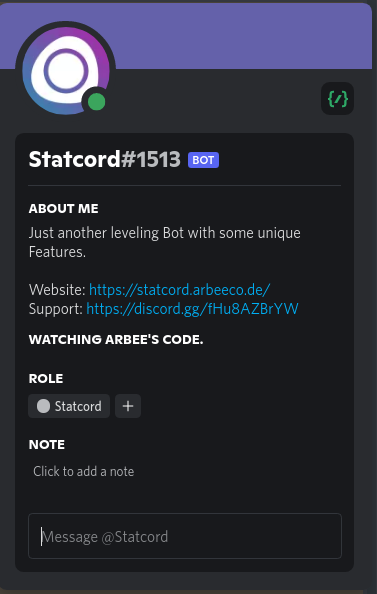 {/}
Statcord#1513 BOT
ABOUT ME
Just another leveling Bot with some unique
Features.
Website: https://statcord.arbeeco.de/
Support: https://discord.gg/fHu8AZBrYW
WATCHING ARBEE'S CODE.
ROLE
Statcord +
NOTE
Click to add a note
Message @Statcord